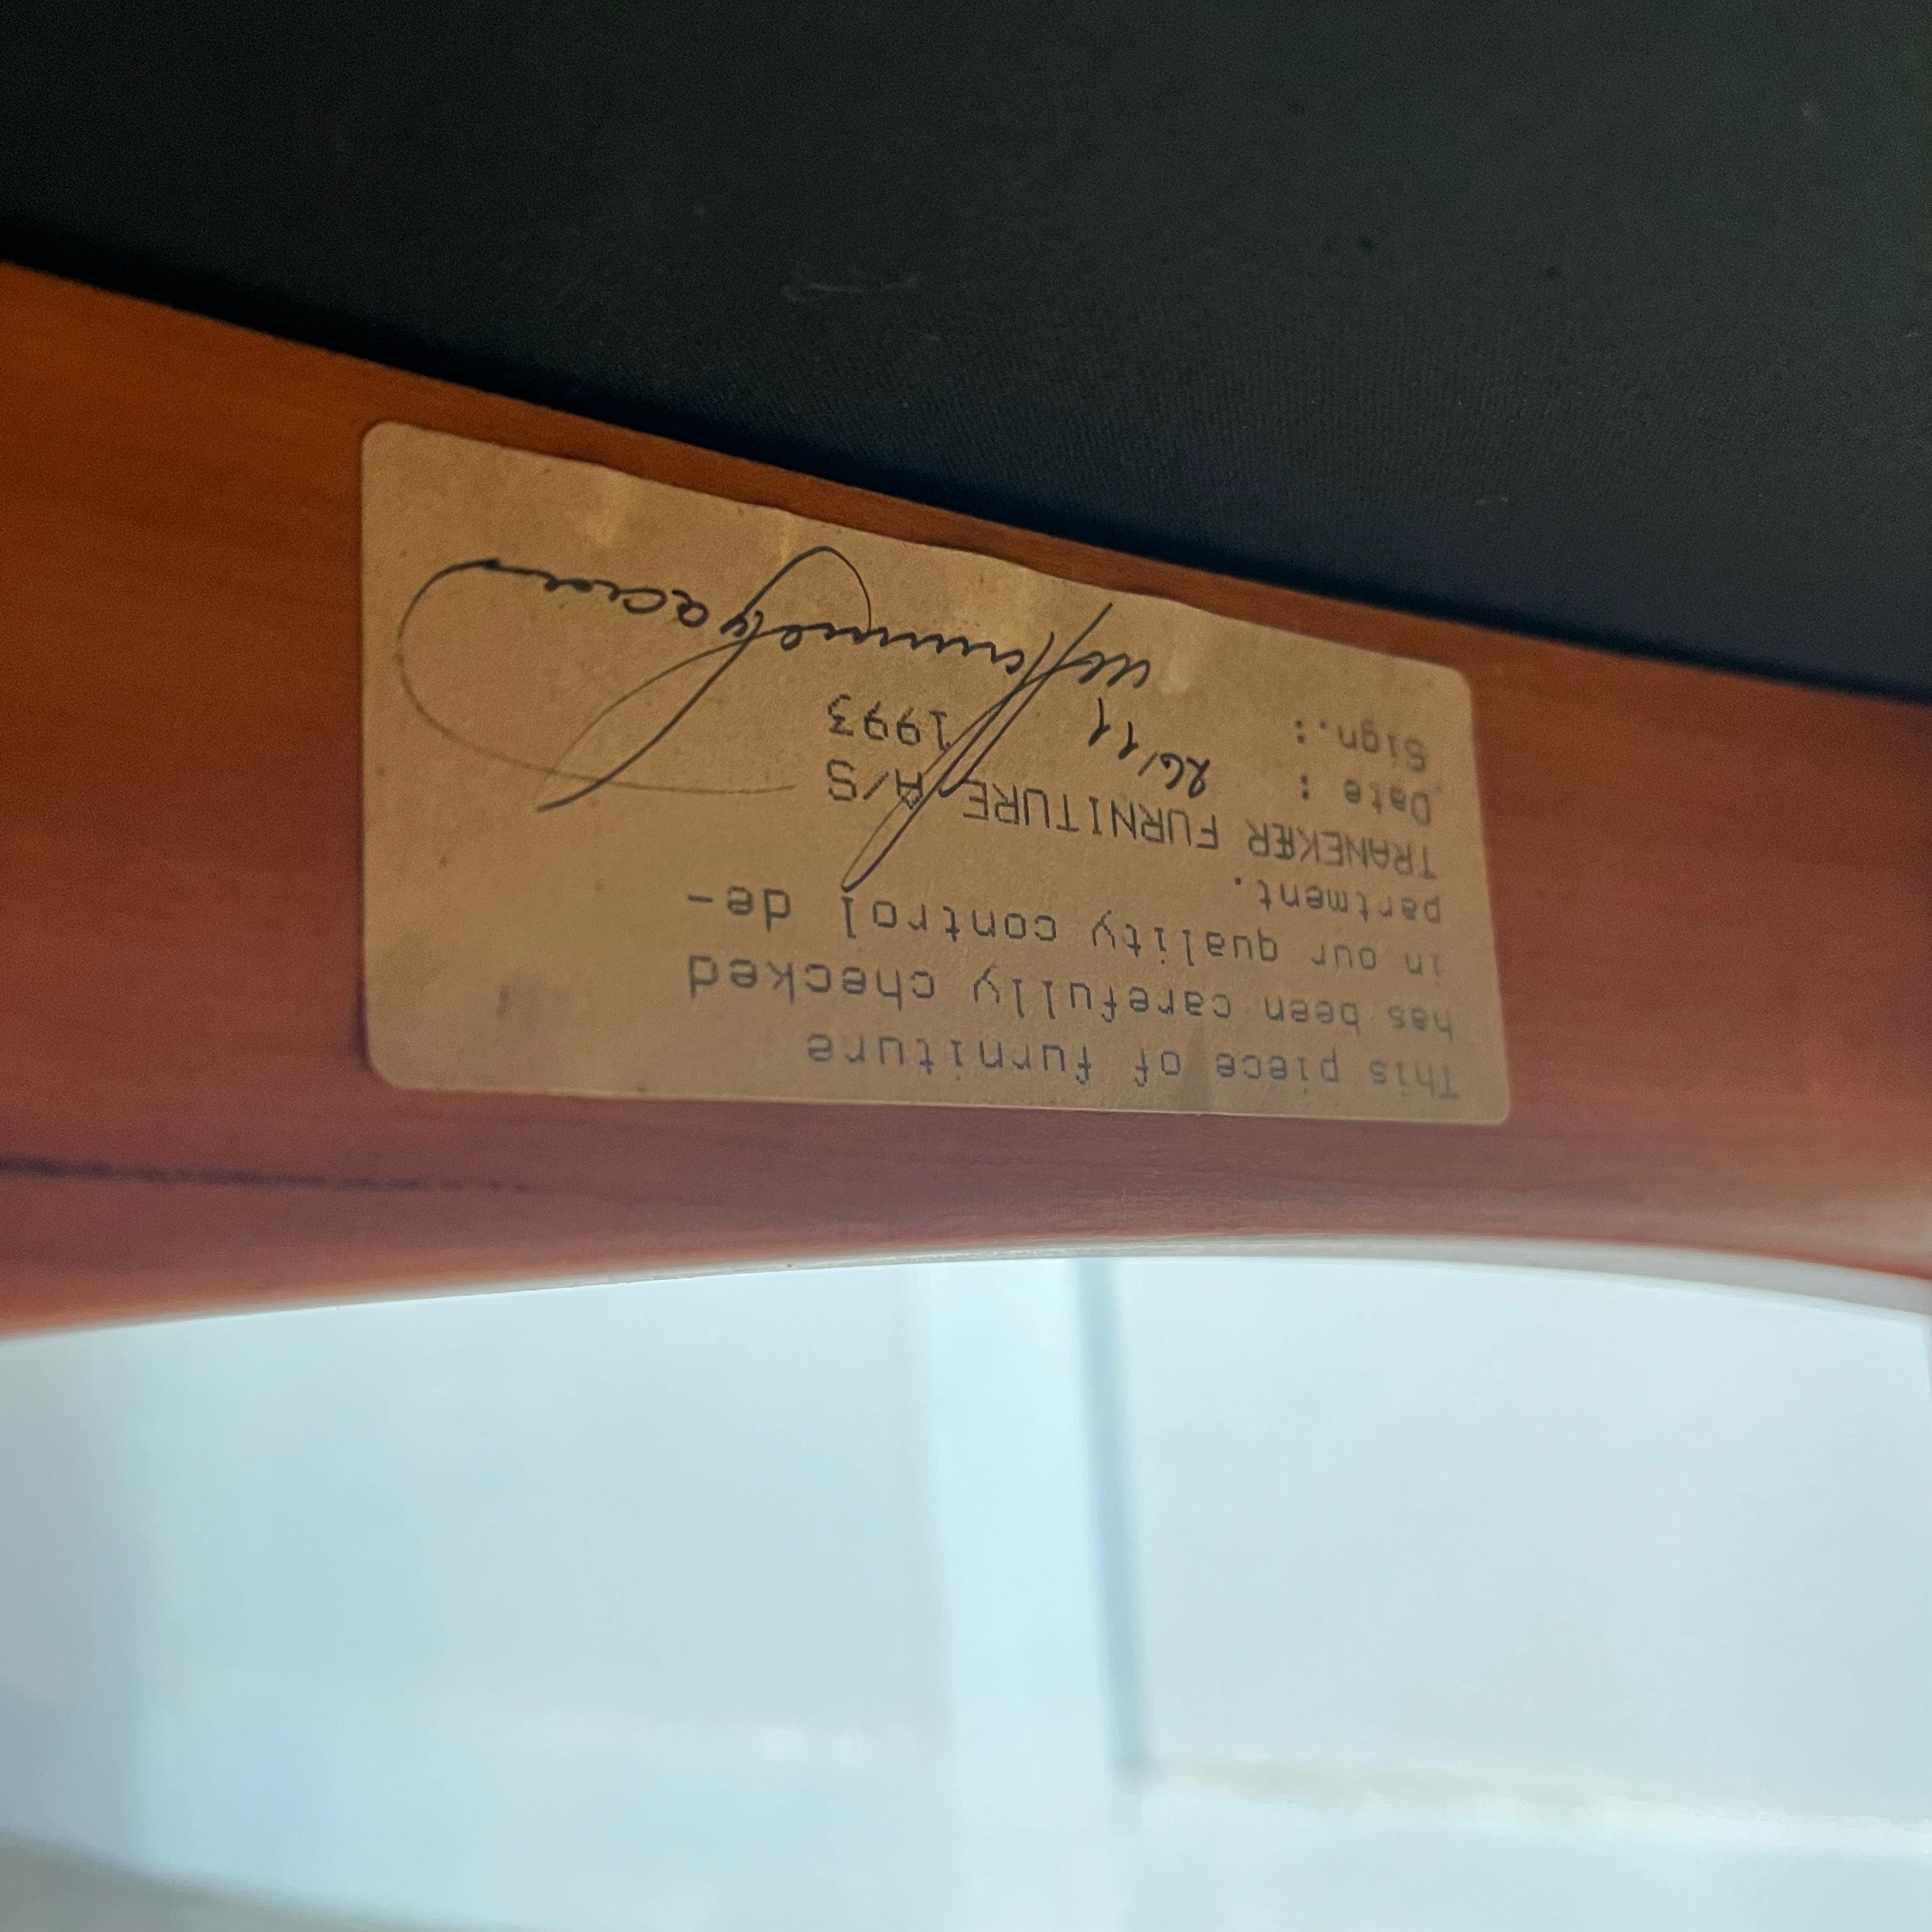 This piece of furniture
has been carefully checked
in our quality control de-
partment.
TRANEKER FURNITURE A/S
Date : 26/11 1993
Sign.: